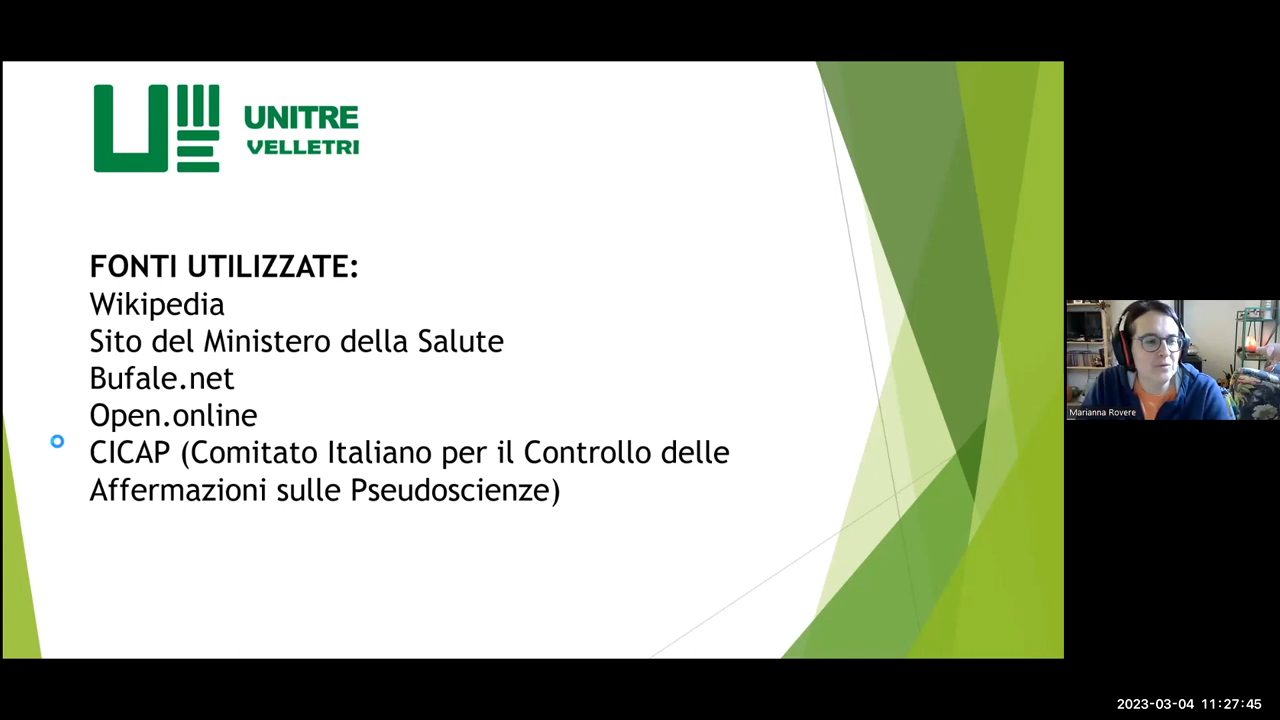 UNITRE
VELLETRI
FONTI UTILIZZATE:
Wikipedia
Sito del Ministero della Salute
Bufale.net
Open.online
CICAP (Comitato Italiano per il Controllo delle
Affermazioni sulle Pseudoscienze)
Marianna Rovere
2023-03-04 11:27:45